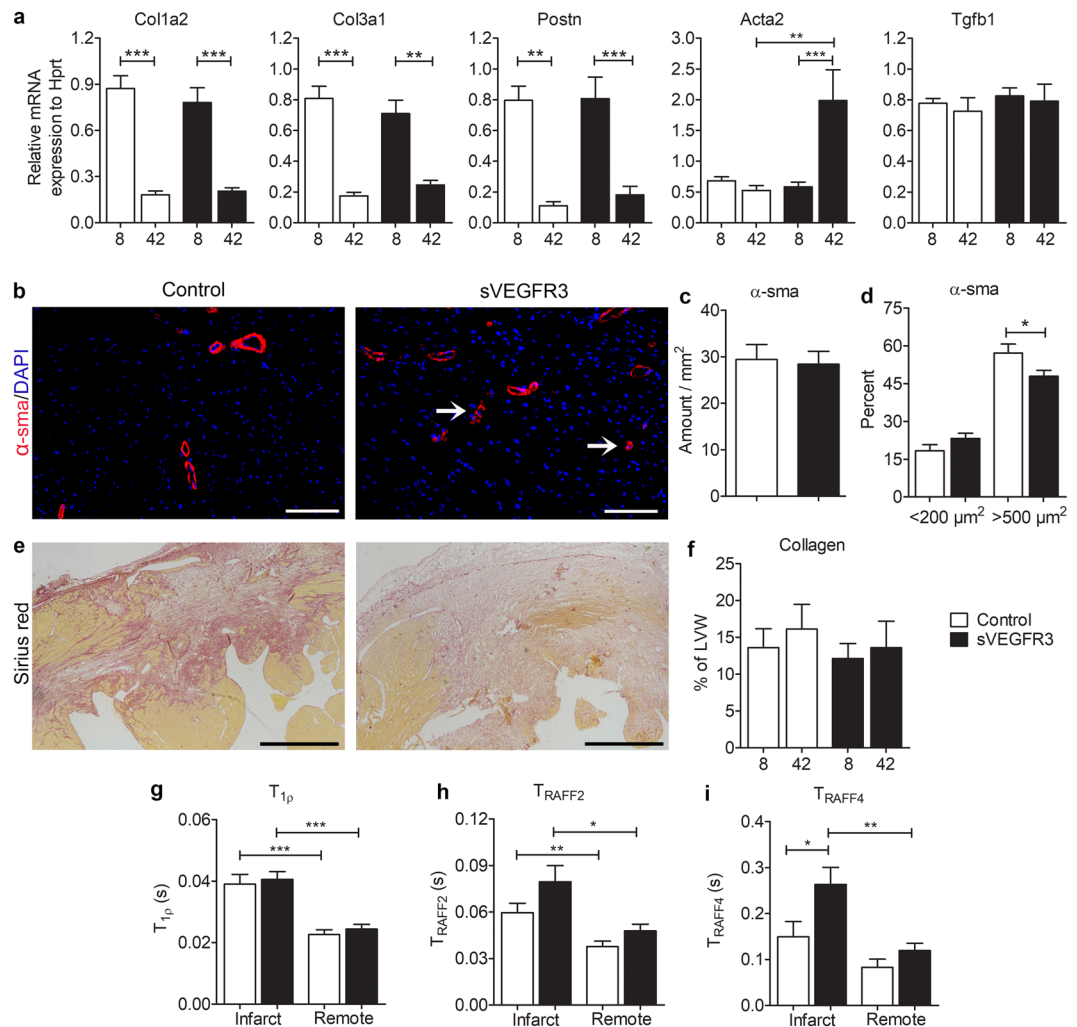 a
Col1a2
Col3a1
Postn
Acta2
Tgfb1
Relative mRNA
expression to Hprt
1.2
0.9
0.6
0.3
0.0
*** ***
8 42 8 42
1.2
1.0
0.8
0.6
0.4
0.2
0.0
*** **
8 42 8 42
1.2
1.0
0.8
0.6
0.4
0.2
0.0
** ***
8 42 8 42
3.0
2.5
2.0
1.5
1.0
0.5
0.0
**
***
8 42 8 42
1.2
1.0
0.8
0.6
0.4
0.2
0.0
8 42 8 42
b
Control
sVEGFR3
α-sma/DAPI
c
α-sma
Amount / mm²
40
30
20
10
0
d
α-sma
Percent
75
60
45
30
15
0
*
<200 µm² >500 µm²
e
Sirius red
f
Collagen
% of LVW
25
20
15
10
5
0
8 42 8 42
Control
sVEGFR3
g
T1ρ
T1ρ (s)
0.06
0.04
0.02
0.00
***
***
Infarct Remote
h
TRAFF2
TRAFF2 (s)
0.12
0.09
0.06
0.03
0.00
*
**
Infarct Remote
i
TRAFF4
TRAFF4 (s)
0.4
0.3
0.2
0.1
0.0
* **
Infarct Remote